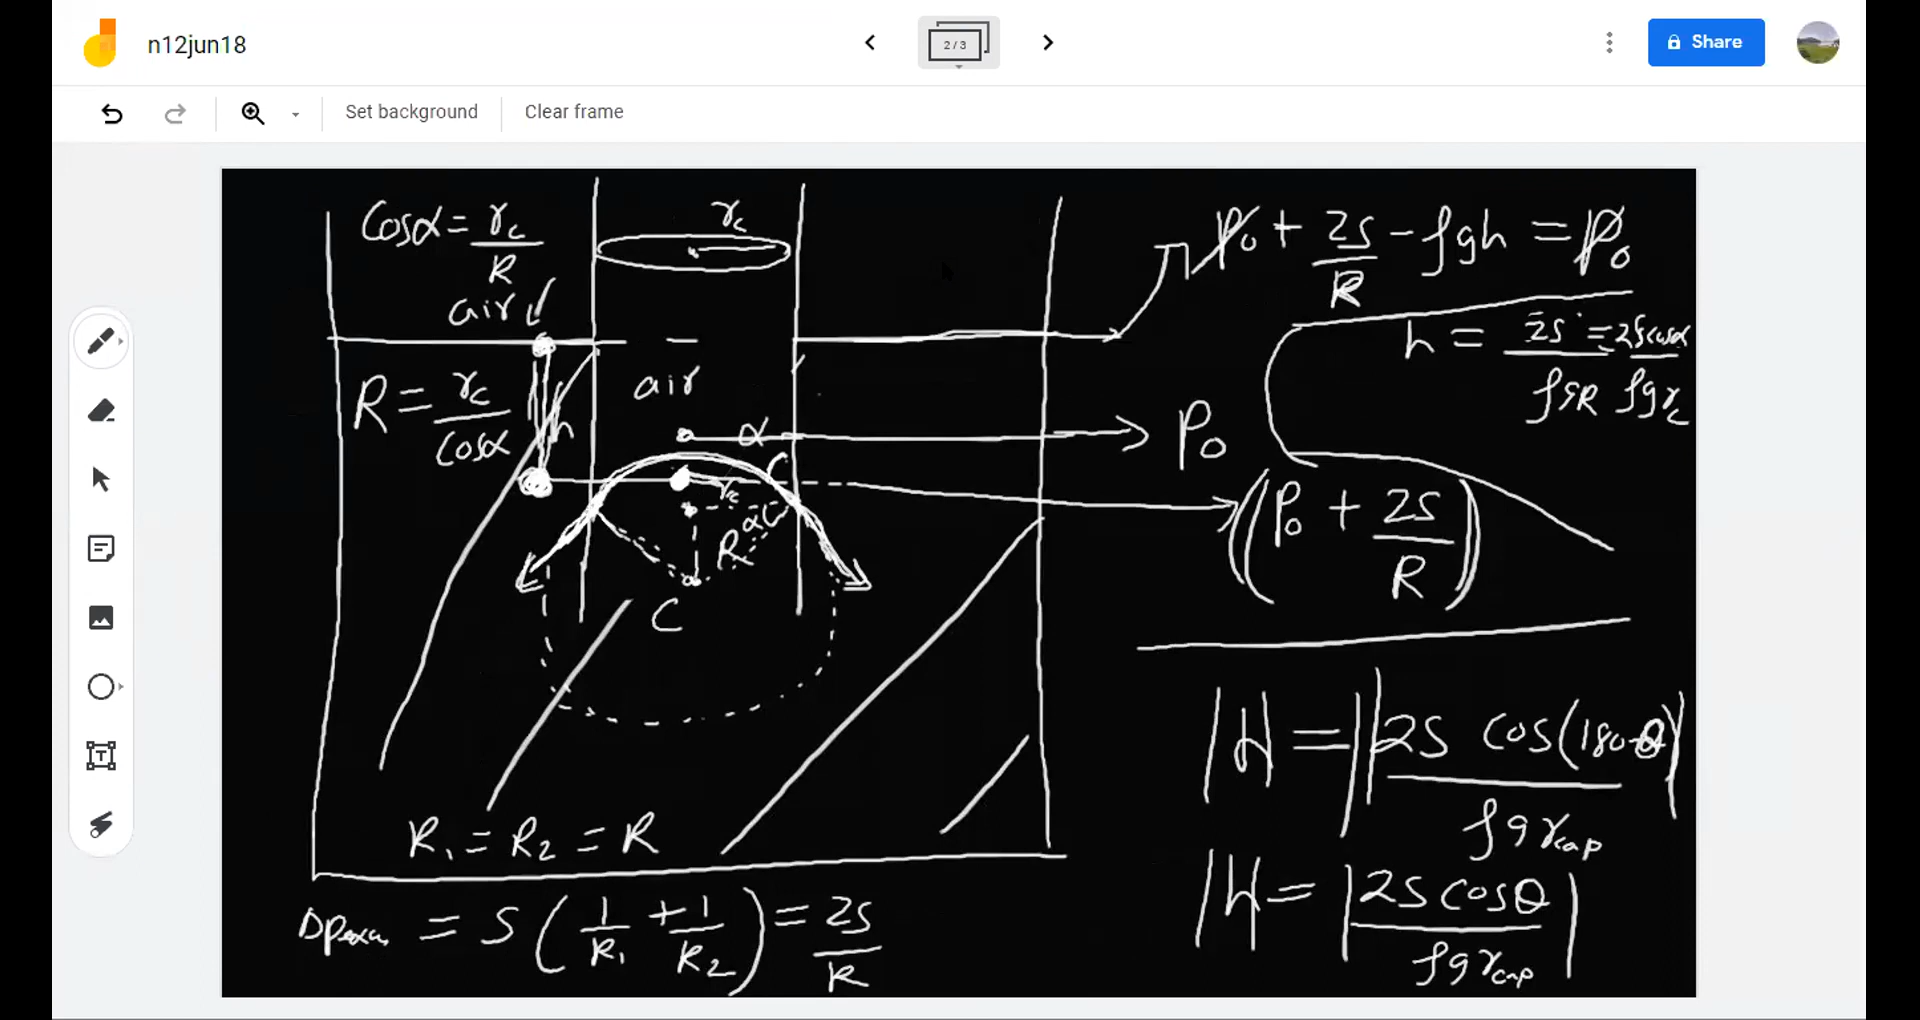 n12jun18
2 / 3
Share
Set background
Clear frame
Cosα = r_c / R
r_c
air
P₀ + 2S/R - ρgh = P₀
h = 2S / ρgR = 2S cosα / ρg r_c
R = r_c / cosα
h
air
α
P₀
r_c
α
R
C
(P₀ + 2S/R)
|H| = |2S cos(180-θ) / ρg r_cap|
R₁ = R₂ = R
|H = |2S cosθ / ρg r_cap|
= S (1/R₁ + 1/R₂) = 2S/R